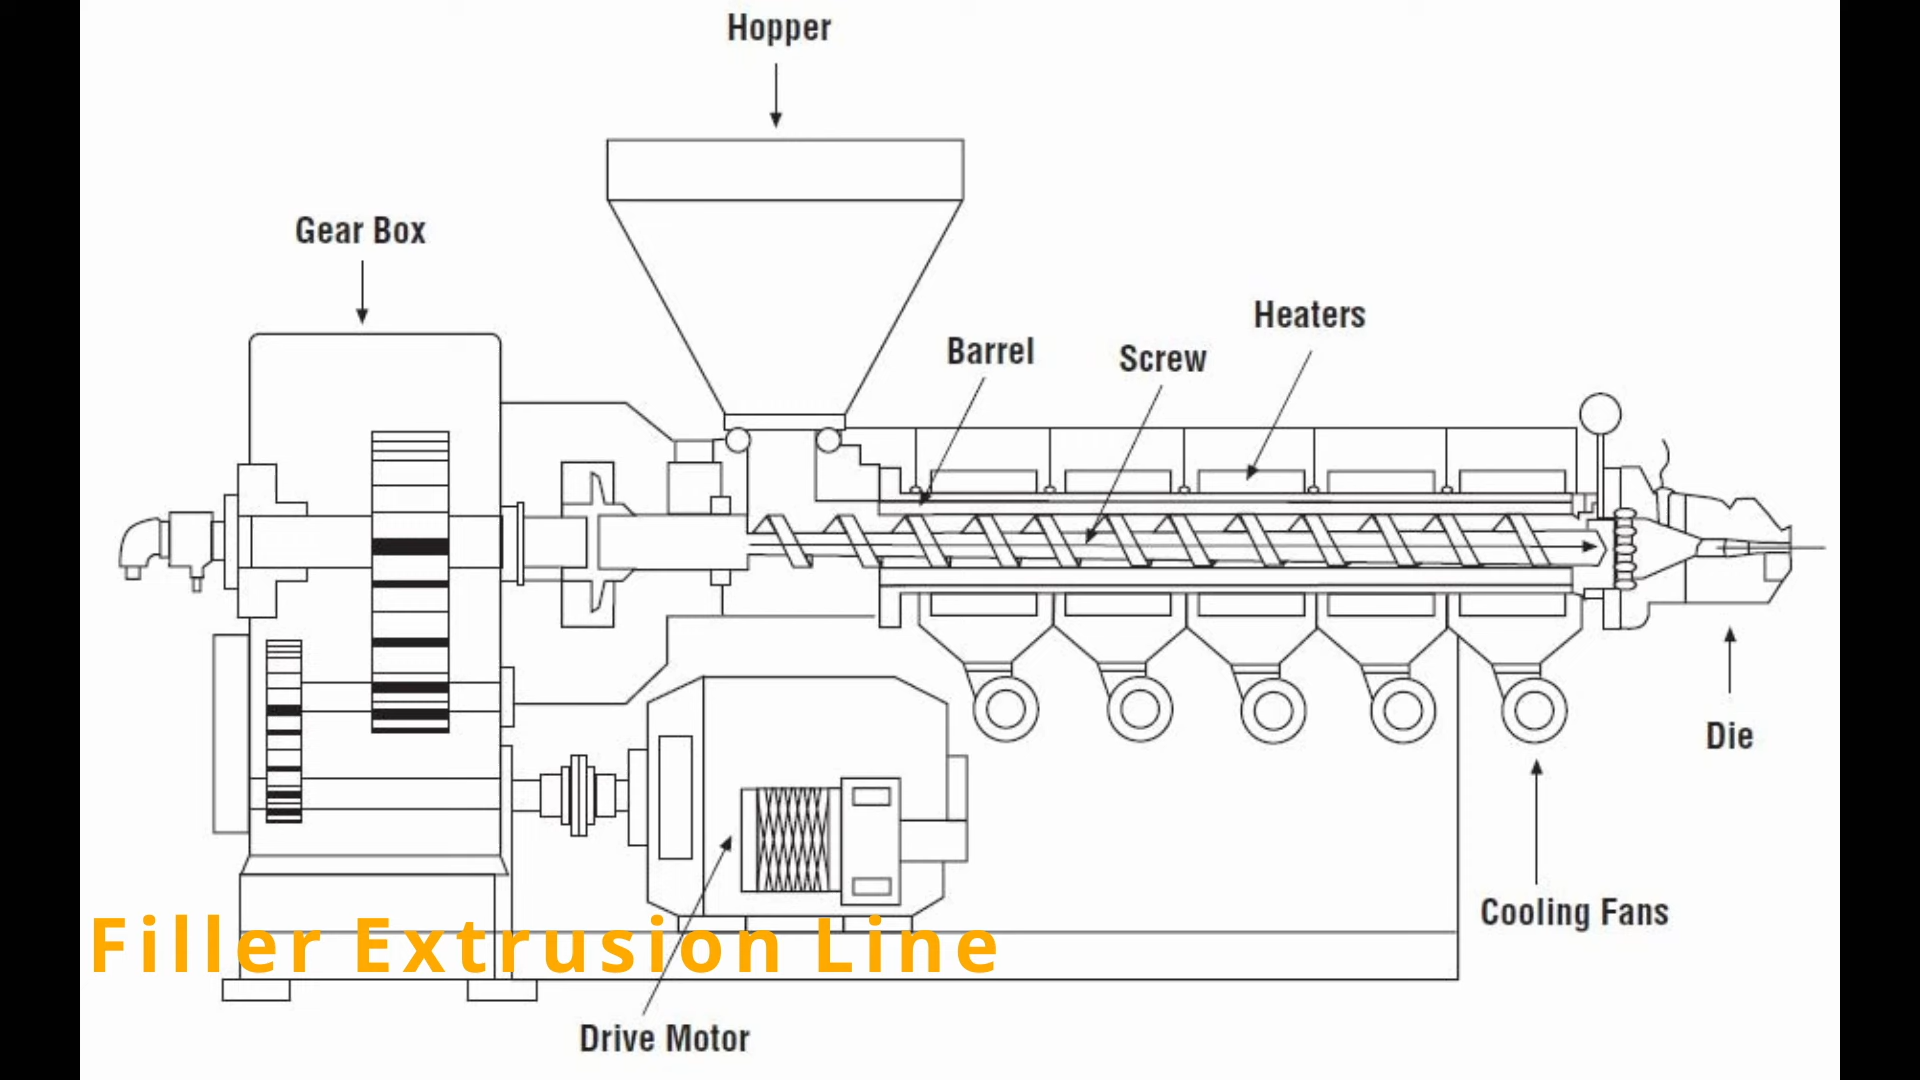 Hopper
Gear Box
Heaters
Barrel
Screw
Die
Cooling Fans
Filler Extrusion Line
Drive Motor